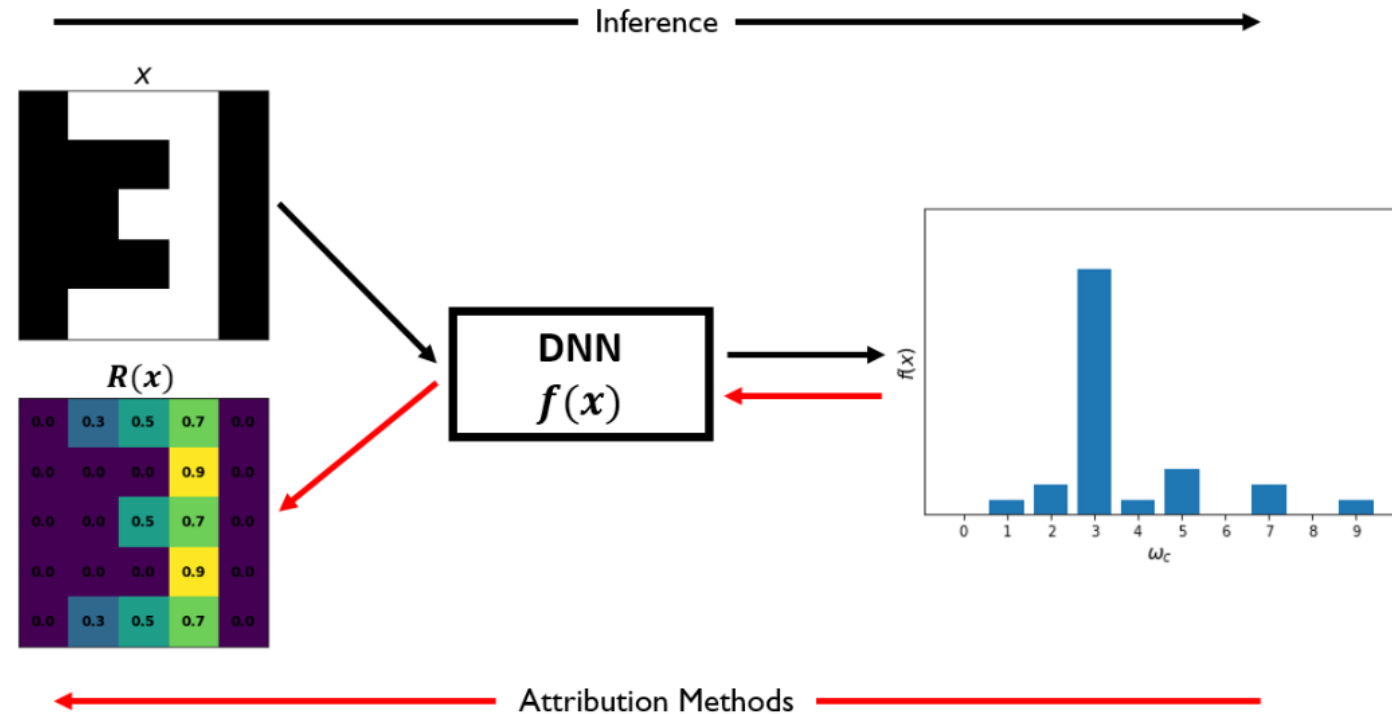 Inference
x
R(x)
0.0 0.3 0.5 0.7 0.0
0.0 0.0 0.0 0.9 0.0
0.0 0.0 0.5 0.7 0.0
0.0 0.0 0.0 0.9 0.0
0.0 0.3 0.5 0.7 0.0
DNN
f(x)
f(x)
0 1 2 3 4 5 6 7 8 9
ω_c
Attribution Methods